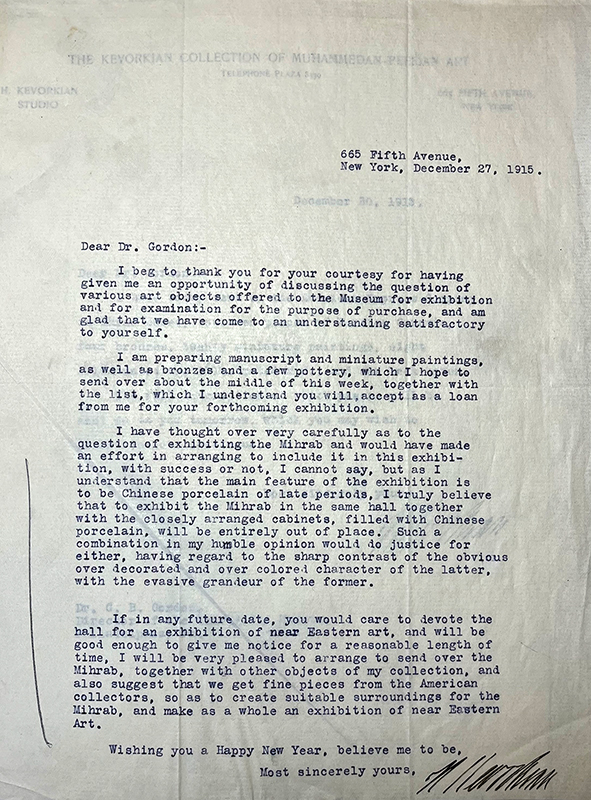 THE KEVORKIAN COLLECTION OF MUHAMMEDAN-PERSIAN ART
TELEPHONE PLAZA
H. KEVORKIAN
STUDIO
665 FIFTH AVENUE,
NEW YORK
665 Fifth Avenue,
New York, December 27, 1915.
Dear Dr. Gordon:-
I beg to thank you for your courtesy for having
given me an opportunity of discussing the question of
various art objects offered to the Museum for exhibition
and for examination for the purpose of purchase, and am
glad that we have come to an understanding satisfactory
to yourself.
I am preparing manuscript and miniature paintings,
as well as bronzes and a few pottery, which I hope to
send over about the middle of this week, together with
the list, which I understand you will accept as a loan
from me for your forthcoming exhibition.
I have thought over very carefully as to the
question of exhibiting the Mihrab and would have made
an effort in arranging to include it in this exhibi-
tion, with success or not, I cannot say, but as I
understand that the main feature of the exhibition is
to be Chinese porcelain of late periods, I truly believe
that to exhibit the Mihrab in the same hall together
with the closely arranged cabinets, filled with Chinese
porcelain, will be entirely out of place. Such a
combination in my humble opinion would do justice for
either, having regard to the sharp contrast of the obvious
over decorated and over colored character of the latter,
with the evasive grandeur of the former.
If in any future date, you would care to devote the
hall for an exhibition of near Eastern art, and will be
good enough to give me notice for a reasonable length of
time, I will be very pleased to arrange to send over the
Mihrab, together with other objects of my collection, and
also suggest that we get fine pieces from the American
collectors, so as to create suitable surroundings for the
Mihrab, and make as a whole an exhibition of near Eastern
Art.
Wishing you a Happy New Year, believe me to be,
Most sincerely yours, H Kevorkian